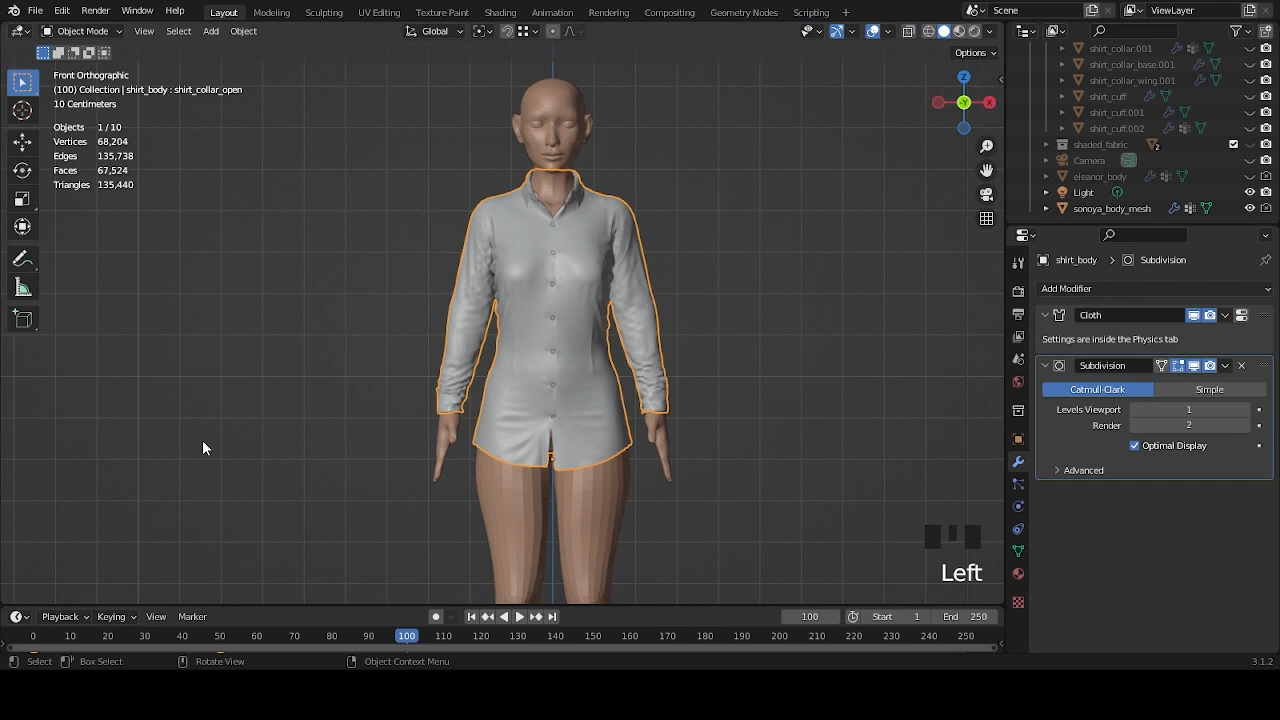 File Edit Render Window Help Layout Modeling Sculpting UV Editing Texture Paint Shading Animation Rendering Compositing Geometry Nodes Scripting + Scene ViewLayer
Object Mode View Select Add Object Global
Options
Front Orthographic
(100) Collection | shirt_body : shirt_collar_open
10 Centimeters
Objects 1/10
Vertices 68,204
Edges 135,738
Faces 67,524
Triangles 135,440
Z
-Y
X
shirt_collar.001
shirt_collar_base.001
shirt_collar_wing.001
shirt_cuff
shirt_cuff.001
shirt_cuff.002
shaded_fabric 2
Camera
eleanor_body
Light
sonoya_body_mesh
shirt_body > Subdivision
Add Modifier
Cloth
Settings are inside the Physics tab
Subdivision
Catmull-Clark Simple
Levels Viewport 1
Render 2
Optimal Display
Advanced
Left
Playback Keying View Marker 100 Start 1 End 250
0 10 20 30 40 50 60 70 80 90 100 110 120 130 140 150 160 170 180 190 200 210 220 230 240 250
Select Box Select Rotate View Object Context Menu 3.1.2